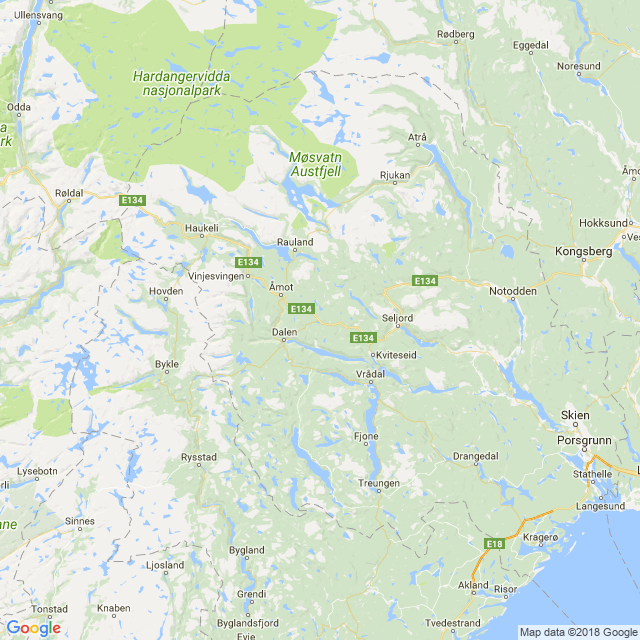 Ullensvang
Rødberg
Eggedal
Noresund
Hardangervidda
nasjonalpark
Odda
Atrå
Møsvatn
Austfjell
Rjukan
Røldal
E134
Haukeli
Hokksund
Rauland
Kongsberg
E134
Vinjesvingen
E134
Åmot
Hovden
Notodden
E134
Seljord
Dalen
E134
Kviteseid
Bykle
Vrådal
Skien
Fjone
Porsgrunn
Rysstad
Drangedal
Lysebotn
Stathelle
Treungen
Langesund
Sinnes
Kragerø
E18
Bygland
Ljosland
Akland
Risor
Grendi
Tonstad
Knaben
Byglandsfjord
Tvedestrand
Evje
Google
Map data ©2018 Google